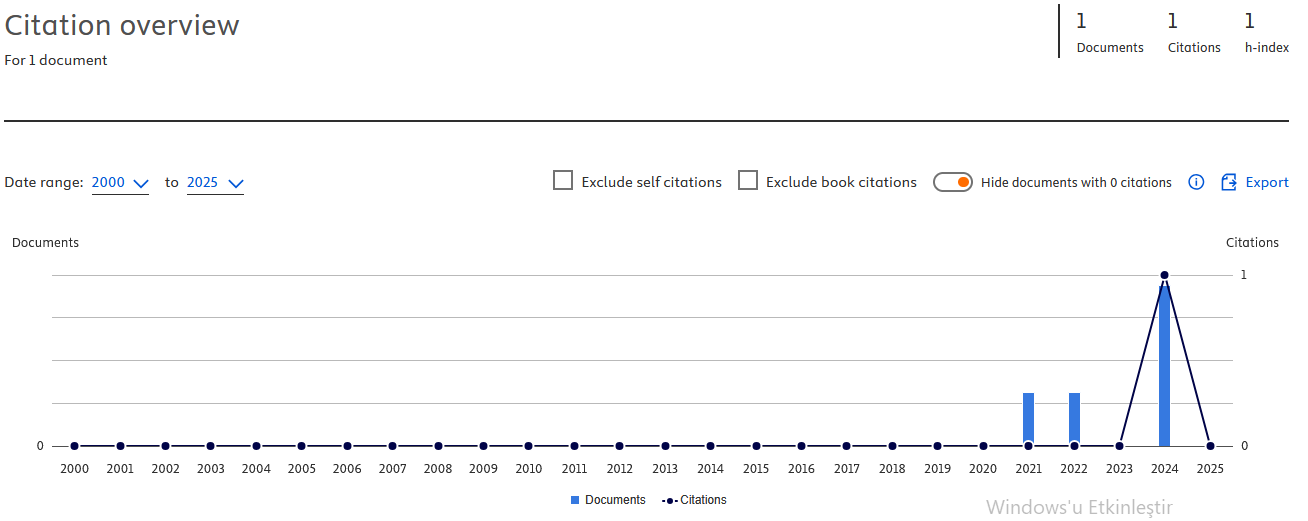 Citation overview
For 1 document
1 1 1
Documents Citations h-index
Date range: 2000 to 2025 Exclude self citations Exclude book citations Hide documents with 0 citations Export
Documents Citations
1
0 0
2000 2001 2002 2003 2004 2005 2006 2007 2008 2009 2010 2011 2012 2013 2014 2015 2016 2017 2018 2019 2020 2021 2022 2023 2024 2025
Documents Citations
Windows'u Etkinleştir